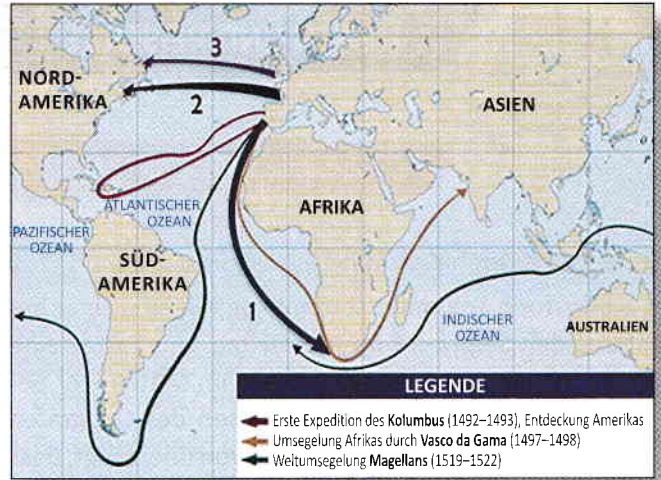 3
NORD-
AMERIKA
2
ASIEN
ATLANTISCHER
OZEAN
AFRIKA
PAZIFISCHER
OZEAN
SÜD-
AMERIKA
1
INDISCHER
OZEAN
AUSTRALIEN
LEGENDE
Erste Expedition des Kolumbus (1492–1493), Entdeckung Amerikas
Umsegelung Afrikas durch Vasco da Gama (1497–1498)
Weltumsegelung Magellans (1519–1522)